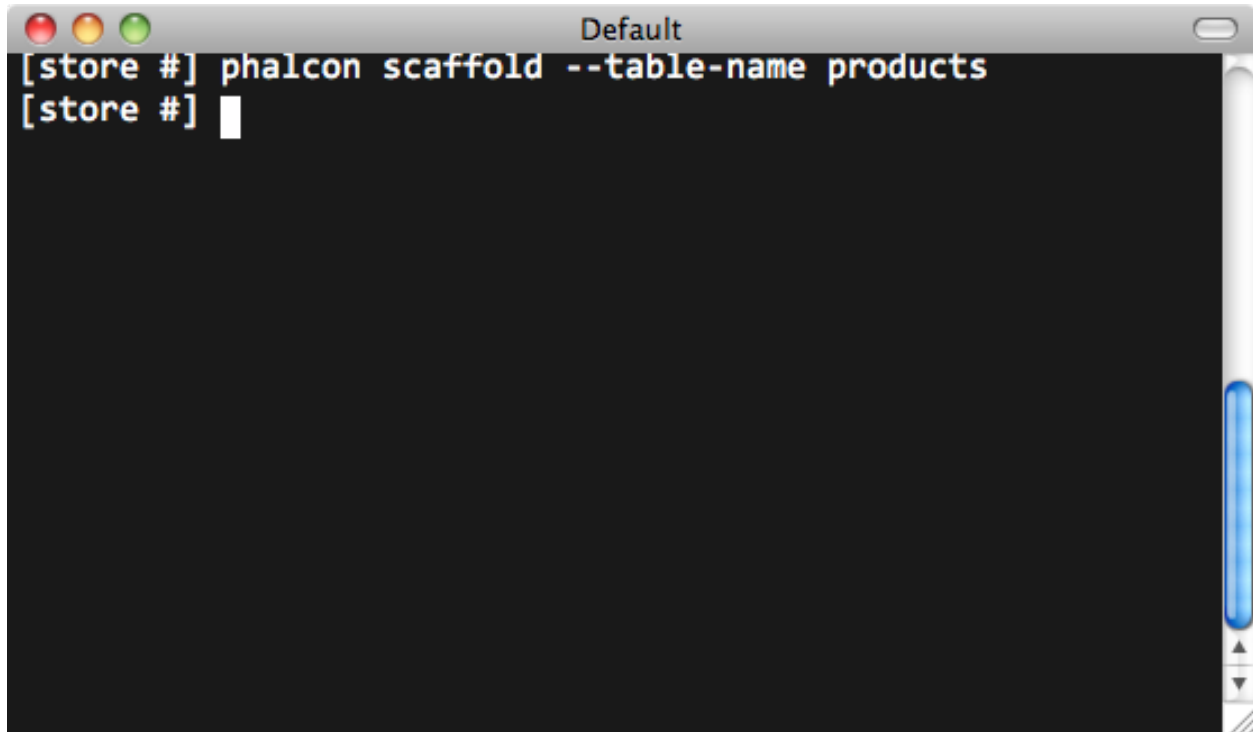 Default
[store #] phalcon scaffold --table-name products
[store #]